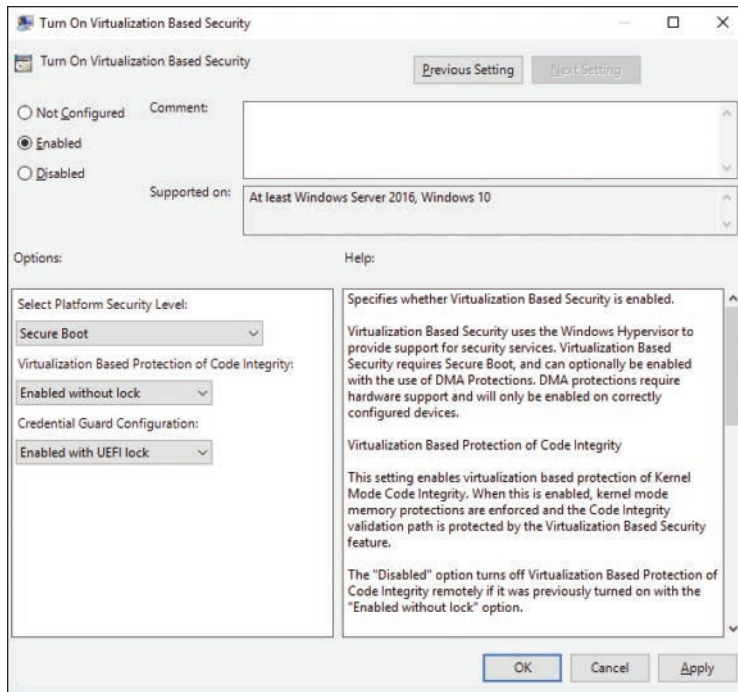 Turn On Virtualization Based Security
Turn On Virtualization Based Security
Previous Setting
Next Setting
Not Configured
Enabled
Disabled
Comment:
Supported on:
At least Windows Server 2016, Windows 10
Options:
Help:
Select Platform Security Level:
Secure Boot
Virtualization Based Protection of Code Integrity:
Enabled without lock
Credential Guard Configuration:
Enabled with UEFI lock
Specifies whether Virtualization Based Security is enabled.
Virtualization Based Security uses the Windows Hypervisor to
provide support for security services. Virtualization Based
Security requires Secure Boot, and can optionally be enabled
with the use of DMA Protections. DMA protections require
hardware support and will only be enabled on correctly
configured devices.
Virtualization Based Protection of Code Integrity
This setting enables virtualization based protection of Kernel
Mode Code Integrity. When this is enabled, kernel mode
memory protections are enforced and the Code Integrity
validation path is protected by the Virtualization Based Security
feature.
The "Disabled" option turns off Virtualization Based Protection of
Code Integrity remotely if it was previously turned on with the
"Enabled without lock" option.
OK
Cancel
Apply